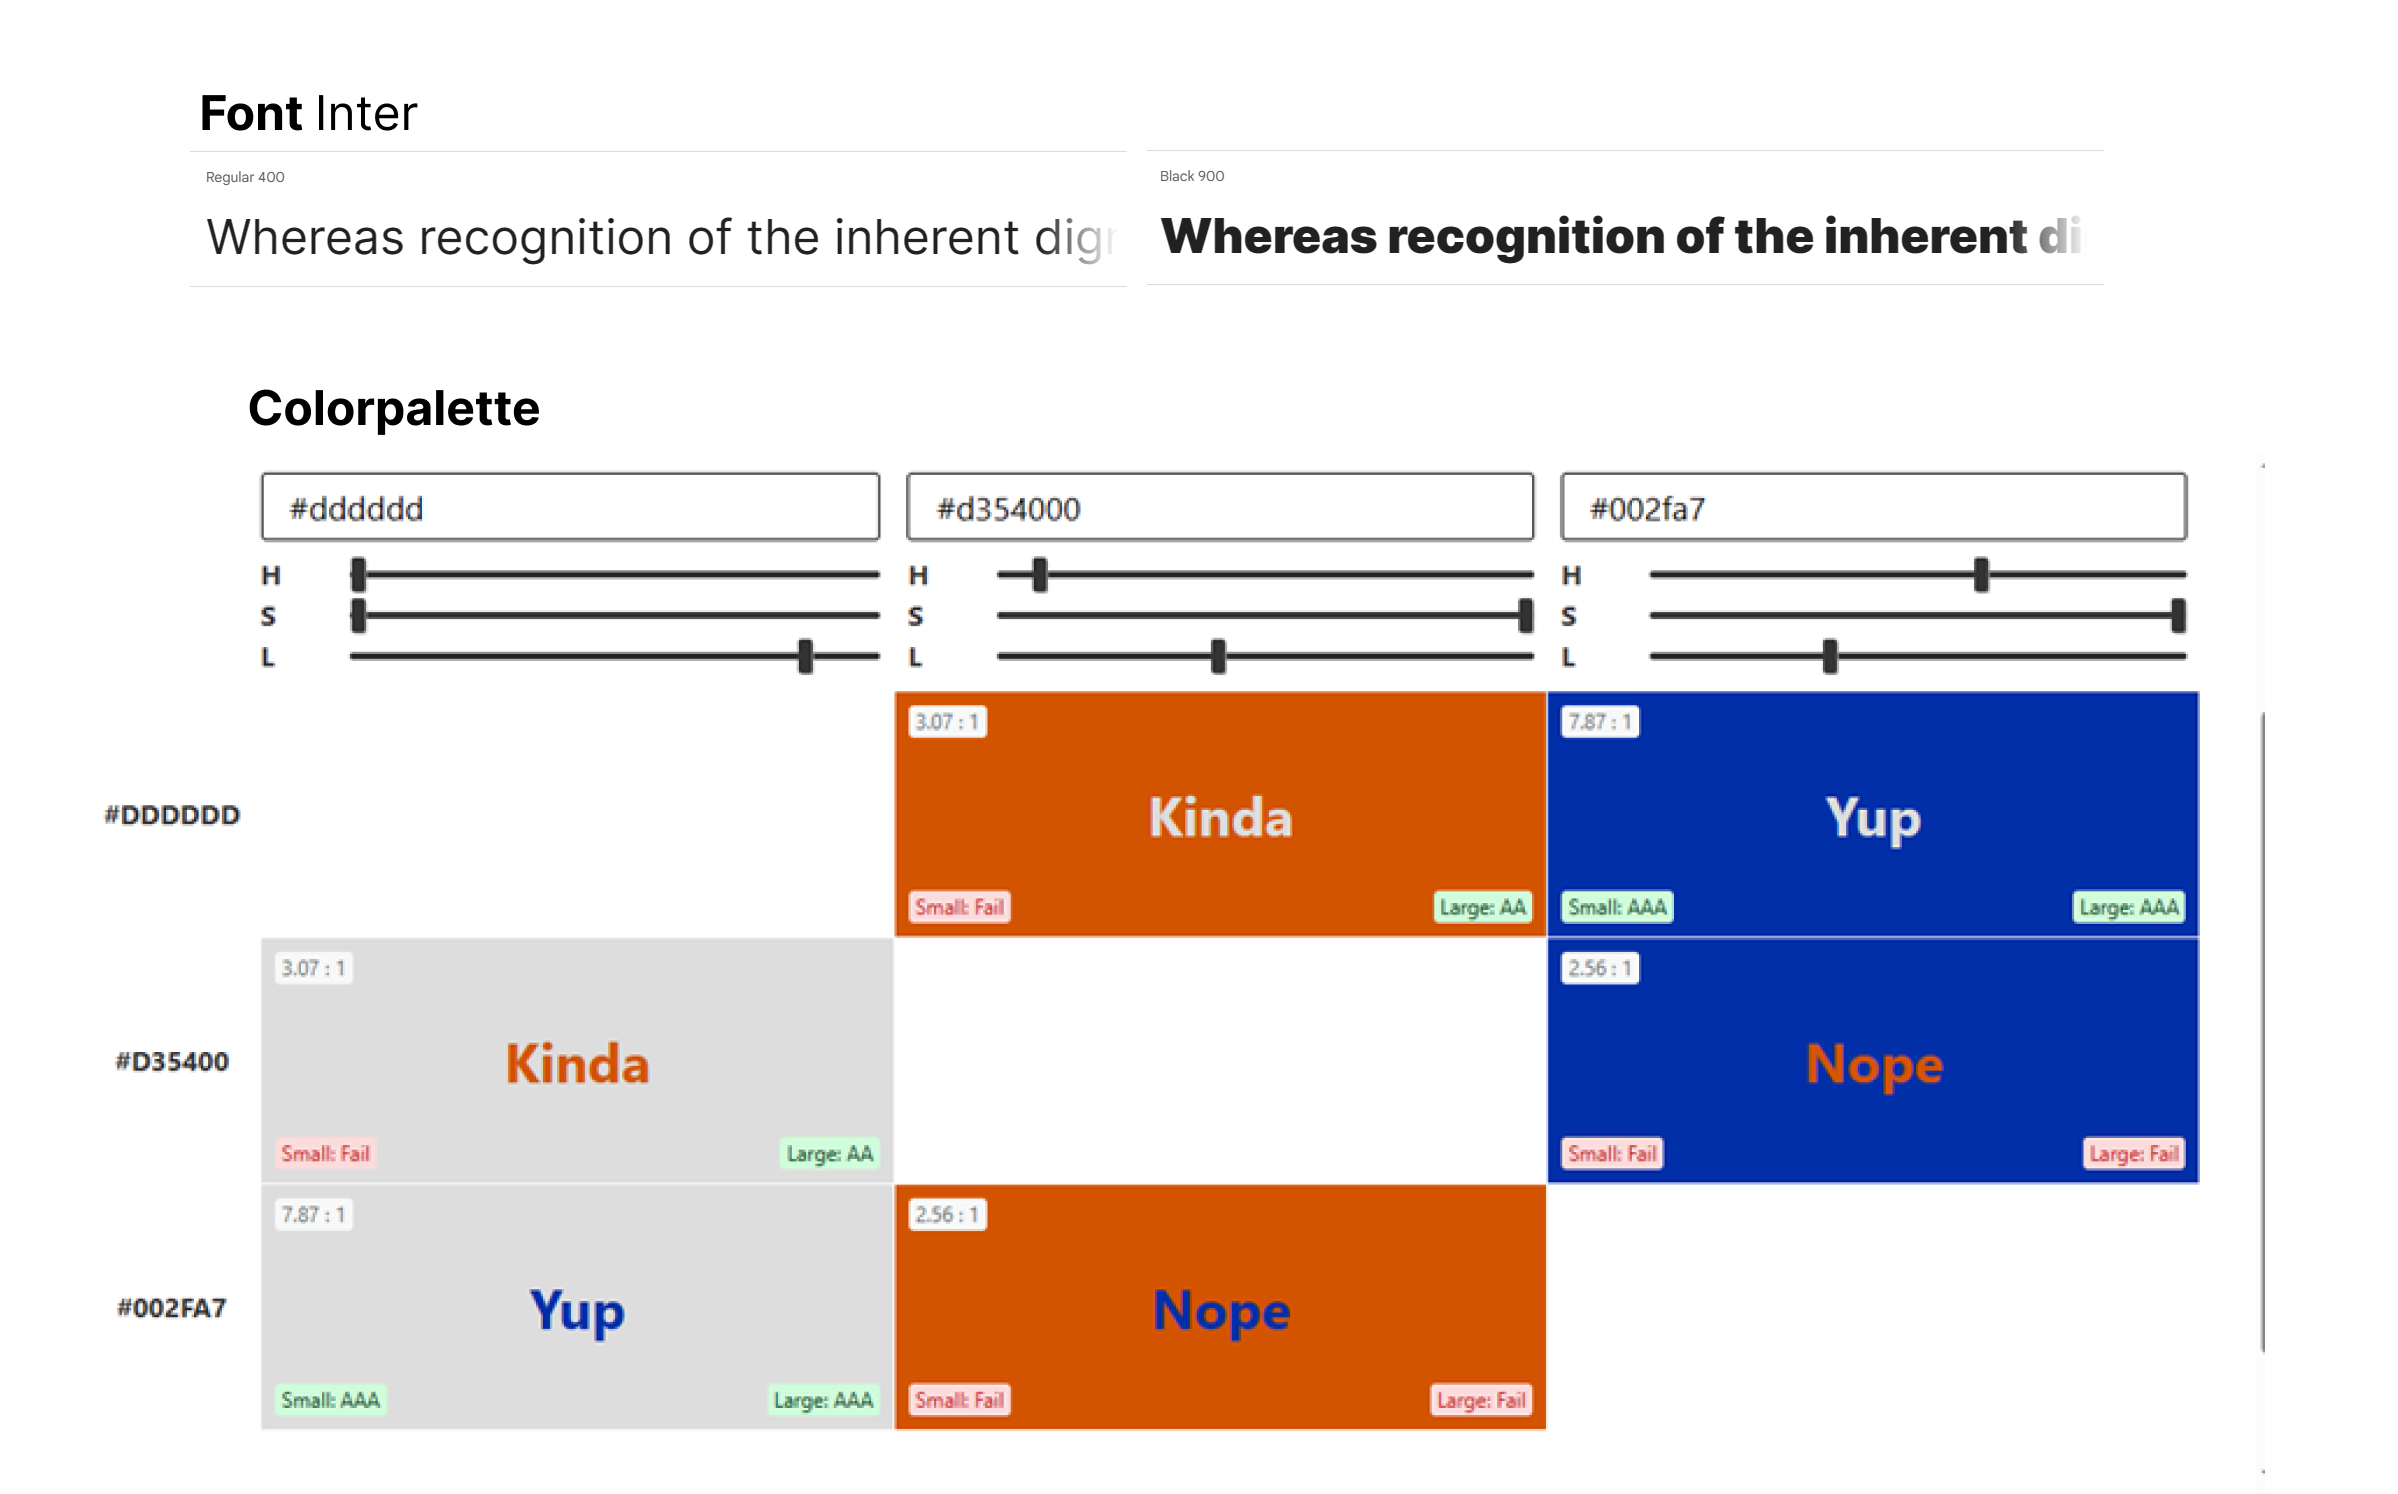 Font Inter
Regular 400
Whereas recognition of the inherent
Black 900
Whereas recognition of the inherent di
Colorpalette
#dddddd #d354000 #002fa7
H H H
S S S
L L L
3.07 : 1 7.87 : 1
#DDDDDD Kinda Yup
Small: Fail Large: AA Small: AAA Large: AAA
3.07 : 1 2.56 : 1
#D35400 Kinda Nope
Small: Fail Large: AA Small: Fail Large: Fail
7.87 : 1 2.56 : 1
#002FA7 Yup Nope
Small: AAA Large: AAA Small: Fail Large: Fail